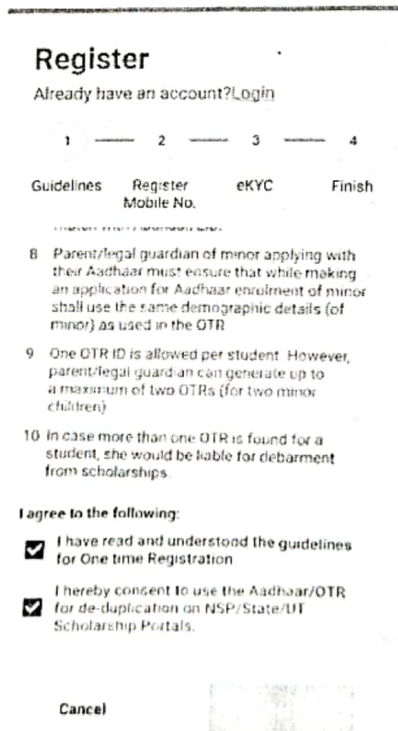 Register
Already have an account?Login
1 2 3 4
Guidelines Register eKYC Finish
Mobile No.
8 Parent/legal guardian of minor applying with
their Aadhaar must ensure that while making
an application for Aadhaar enrolment of minor
shall use the same demographic details (of
minor) as used in the OTR
9 One OTR ID is allowed per student. However,
parent/legal guardian can generate up to
a maximum of two OTRs (for two minor
children)
10 In case more than one OTR is found for a
student, she would be liable for debarment
from scholarships.
I agree to the following:
I have read and understood the guidelines
for One time Registration
I hereby consent to use the Aadhaar/OTR
for de-duplication on NSP/State/UT
Scholarship Portals.
Cancel